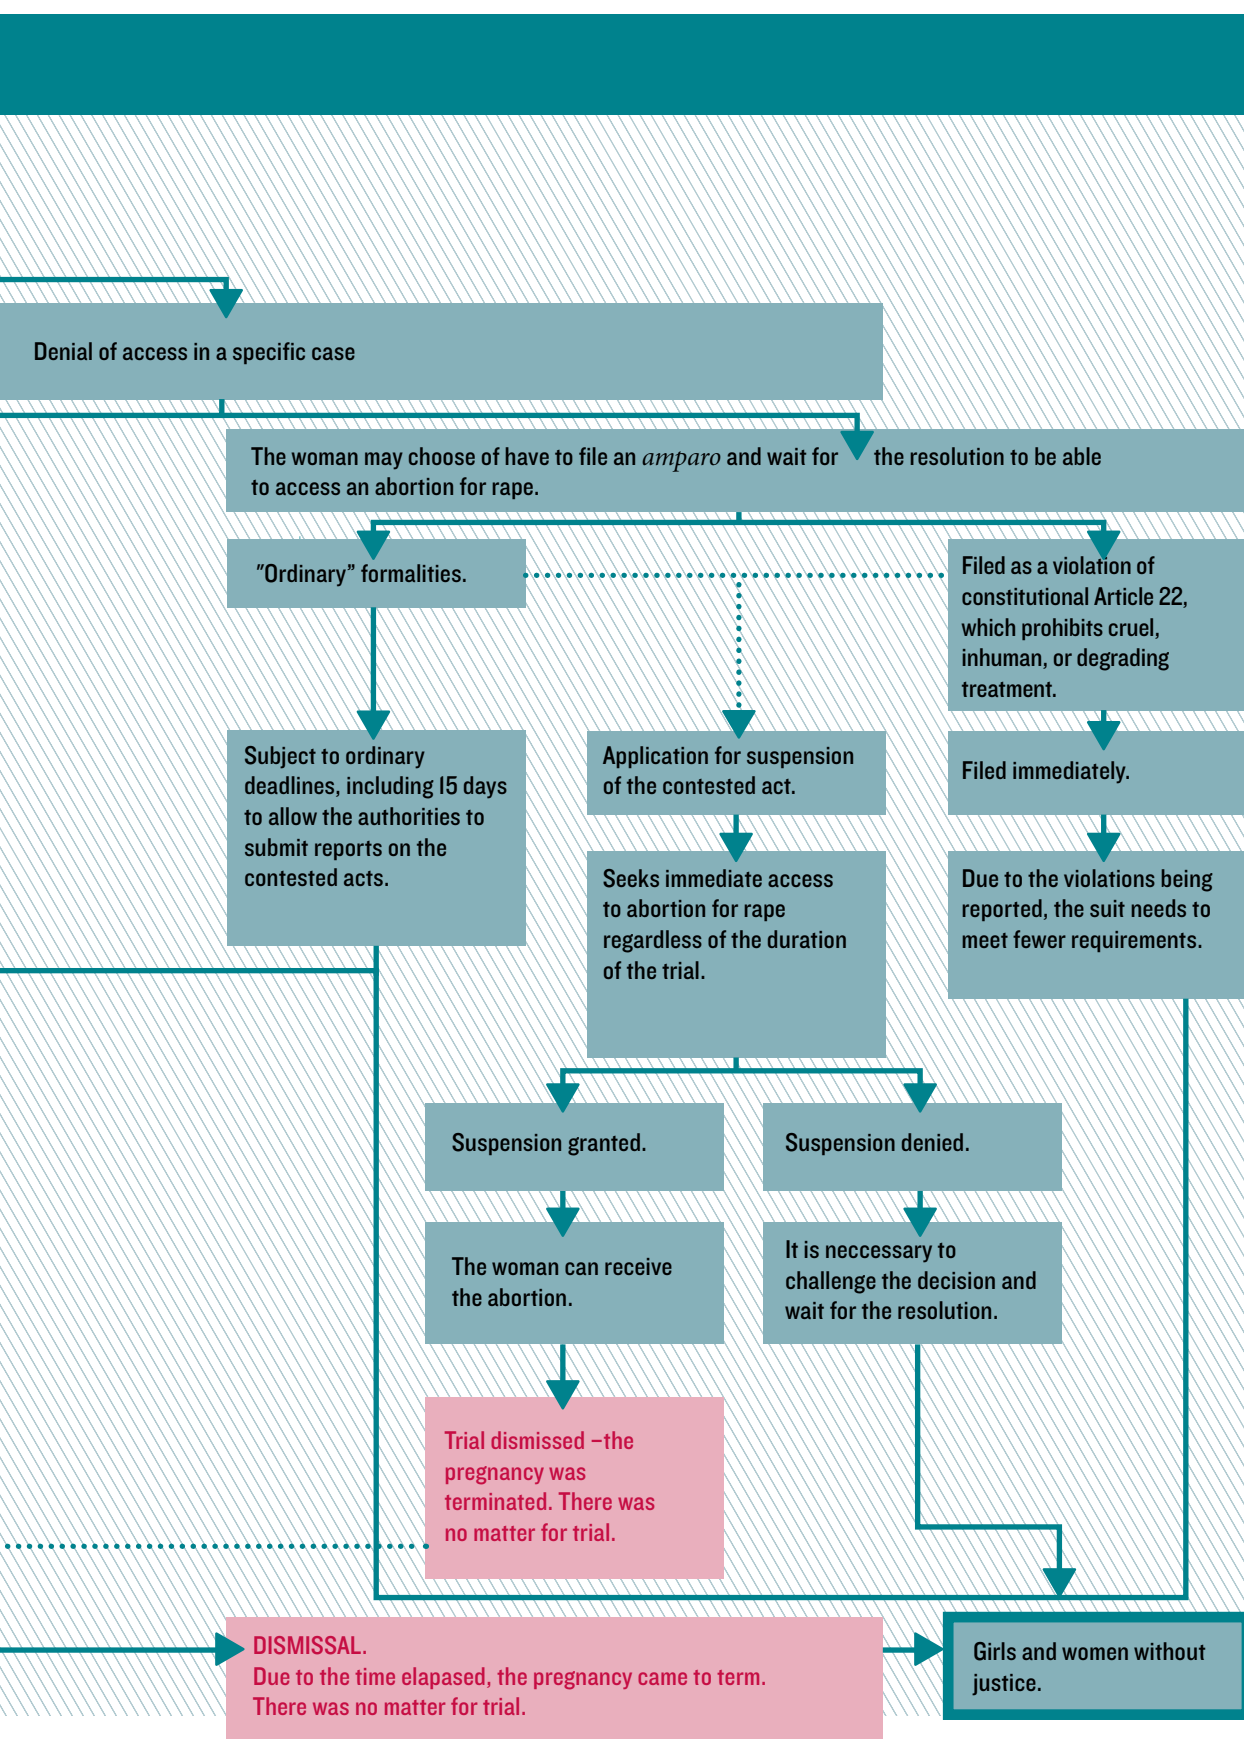 Denial of access in a specific case
The woman may choose of have to file an amparo and wait for the resolution to be able
to access an abortion for rape.
"Ordinary” formalities.
Filed as a violation of
constitutional Article 22,
which prohibits cruel,
inhuman, or degrading
treatment.
Subject to ordinary
deadlines, including 15 days
to allow the authorities to
submit reports on the
contested acts.
Application for suspension
of the contested act.
Filed immediately.
Seeks immediate access
to abortion for rape
regardless of the duration
of the trial.
Due to the violations being
reported, the suit needs to
meet fewer requirements.
Suspension granted.
Suspension denied.
The woman can receive
the abortion.
It is neccessary to
challenge the decision and
wait for the resolution.
Trial dismissed –the
pregnancy was
terminated. There was
no matter for trial.
DISMISSAL.
Due to the time elapased, the pregnancy came to term.
There was no matter for trial.
Girls and women without
justice.